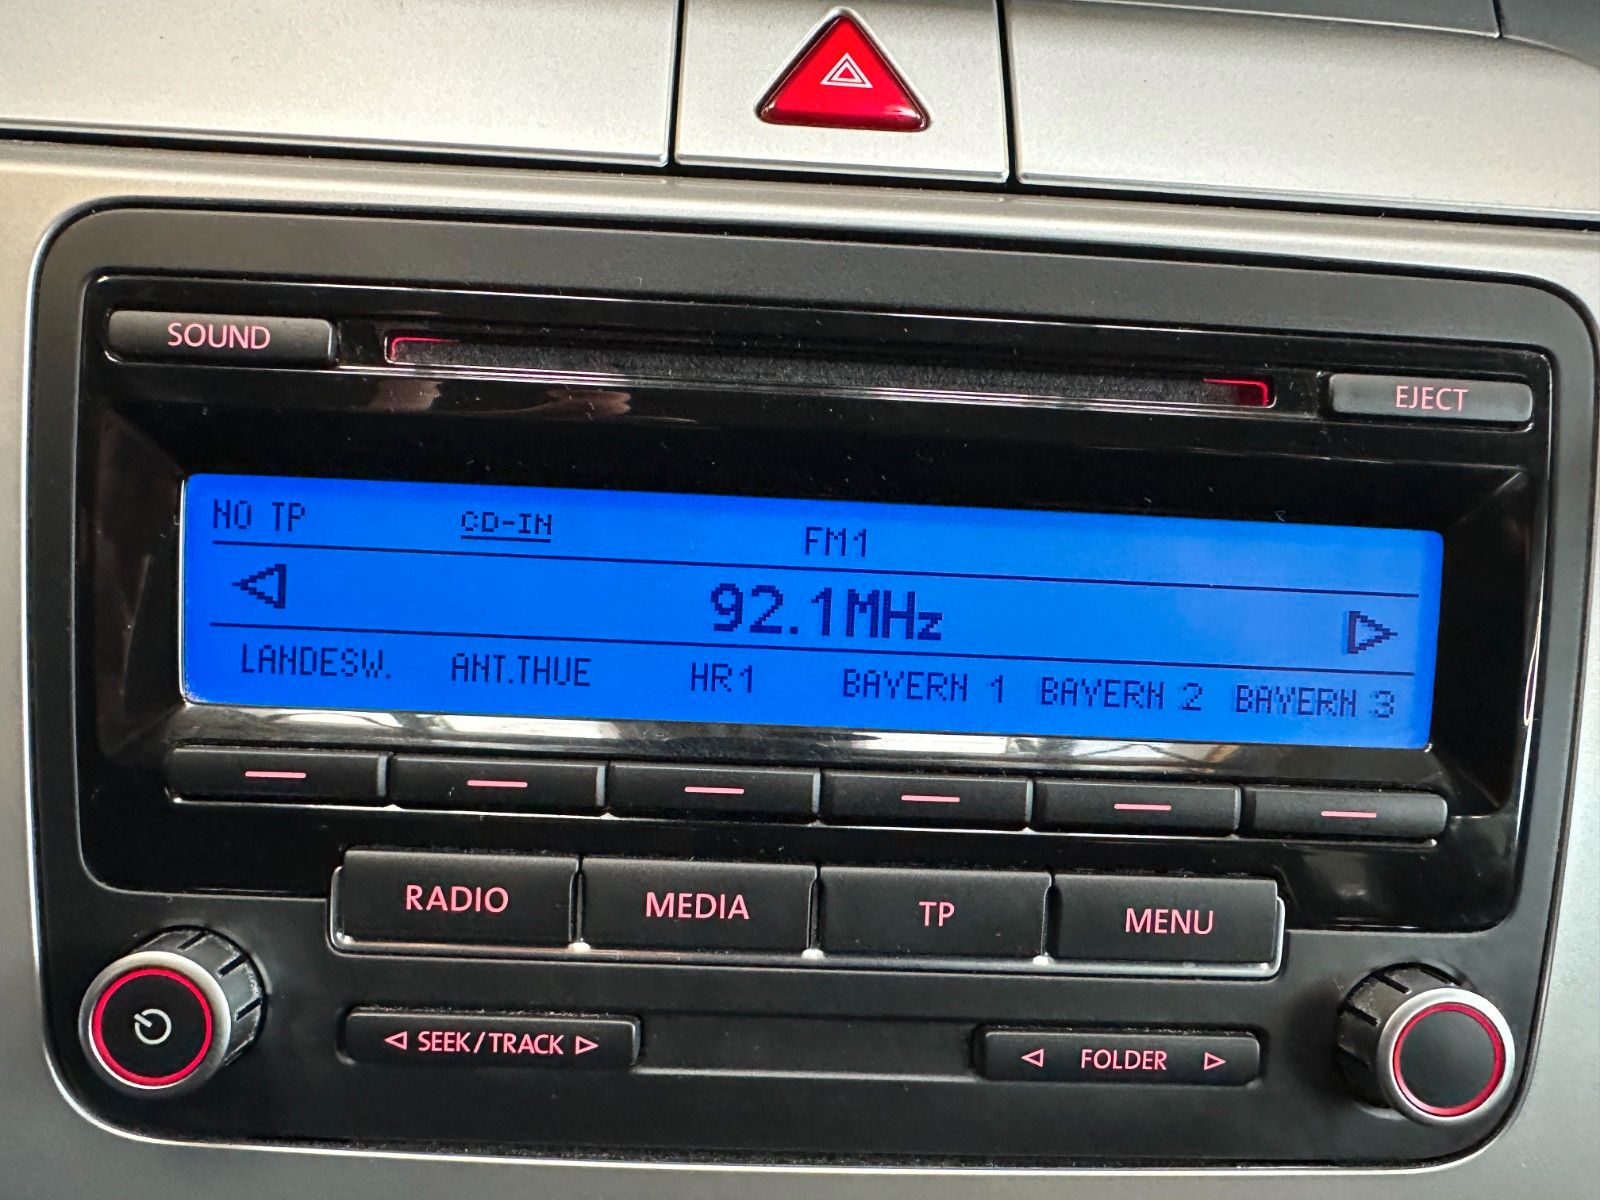 SOUND
EJECT
NO TP CD-IN FM1
92.1MHz
LANDESW. ANT.THUE HR1 BAYERN 1 BAYERN 2 BAYERN 3
RADIO MEDIA TP MENU
SEEK/TRACK FOLDER